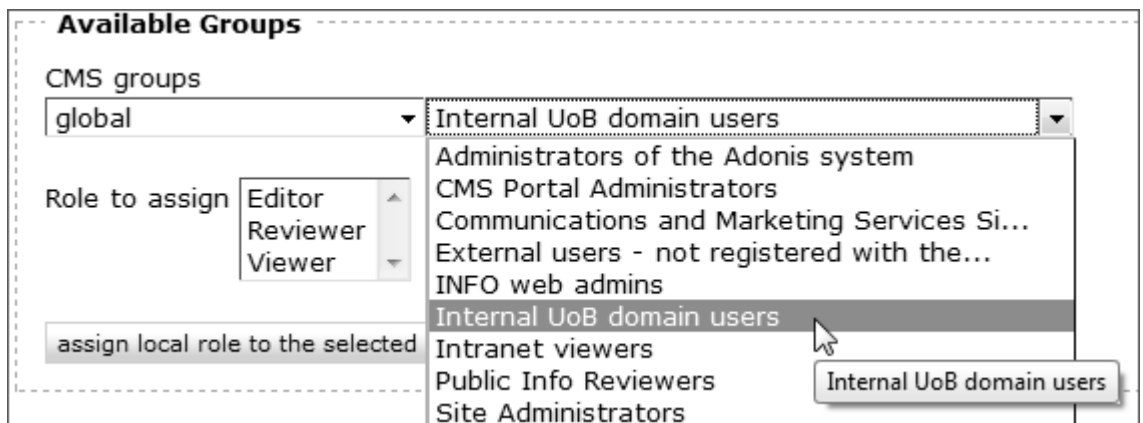 Available Groups
CMS groups
global
Internal UoB domain users
Administrators of the Adonis system
CMS Portal Administrators
Communications and Marketing Services Si...
External users - not registered with the...
INFO web admins
Internal UoB domain users
Intranet viewers
Public Info Reviewers
Site Administrators
Role to assign
Editor
Reviewer
Viewer
assign local role to the selected
Internal UoB domain users